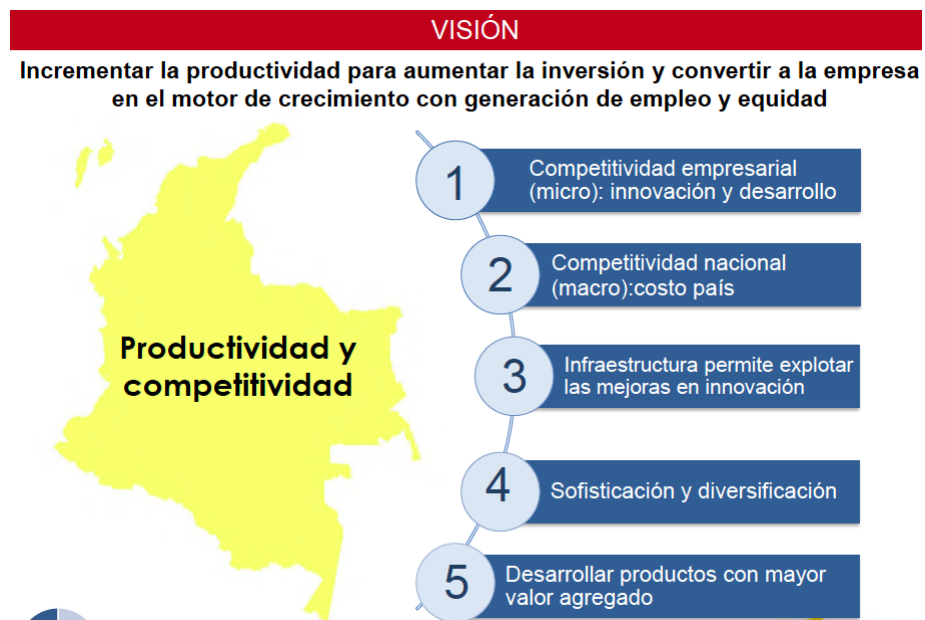 VISIÓN
Incrementar la productividad para aumentar la inversión y convertir a la empresa
en el motor de crecimiento con generación de empleo y equidad
Productividad y
competitividad
1
Competitividad empresarial
(micro): innovación y desarrollo
2
Competitividad nacional
(macro):costo país
3
Infraestructura permite explotar
las mejoras en innovación
4
Sofisticación y diversificación
5
Desarrollar productos con mayor
valor agregado